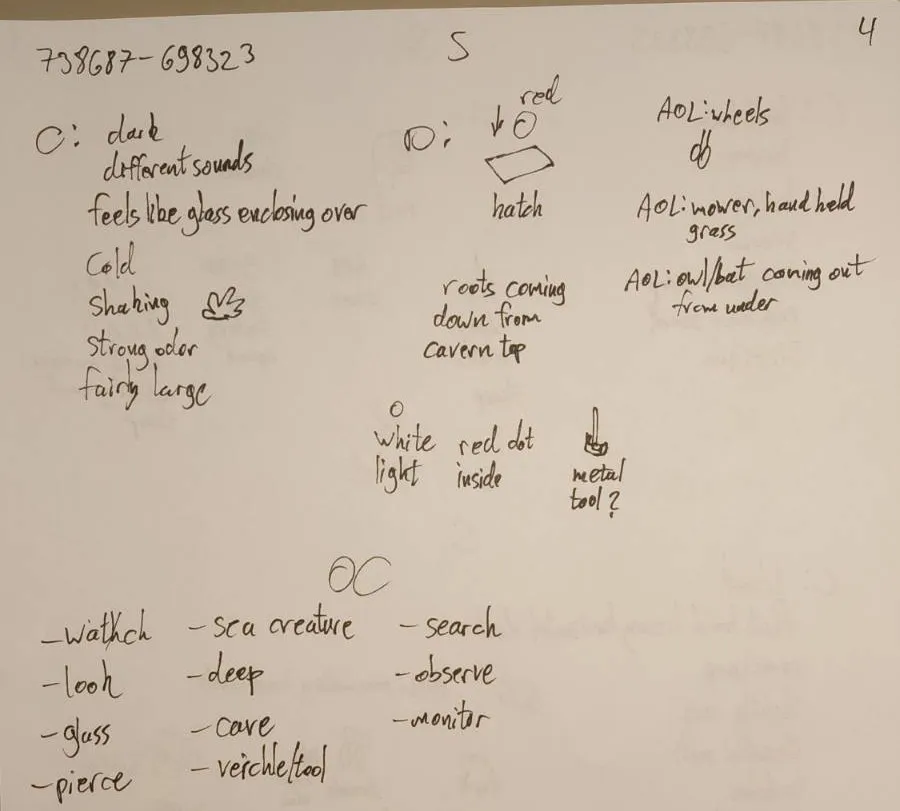 738687-698323
S
4
C:
dark
different sounds
feels like glass enclosing over
Cold
Shaking
Strong odor
fairly large
D:
red
hatch
roots coming
down from
cavern top
white
light
red dot
inside
metal
tool?
AOL: wheels
AOL: mower, hand held
grass
AOL: owl/bat coming out
from under
OC
-watch
-look
-glass
-pierce
-sea creature
-deep
-cave
-veichle/tool
-search
-observe
-monitor